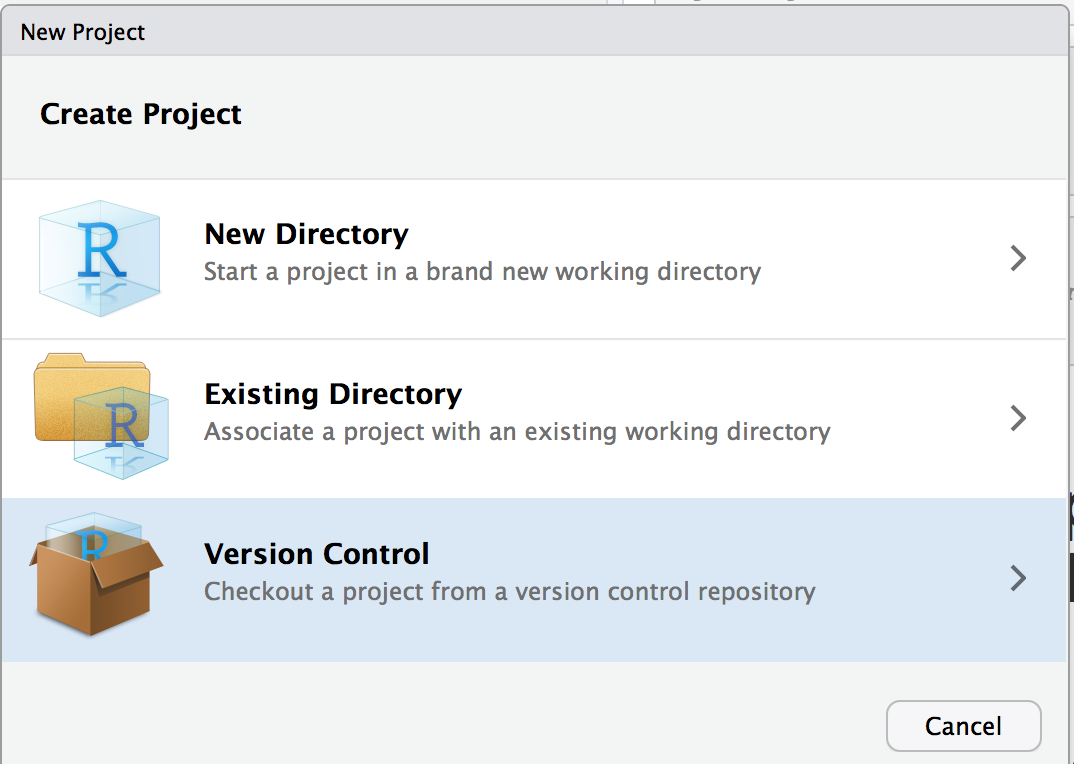 New Project
Create Project
R
New Directory
Start a project in a brand new working directory
R
Existing Directory
Associate a project with an existing working directory
R
Version Control
Checkout a project from a version control repository
Cancel